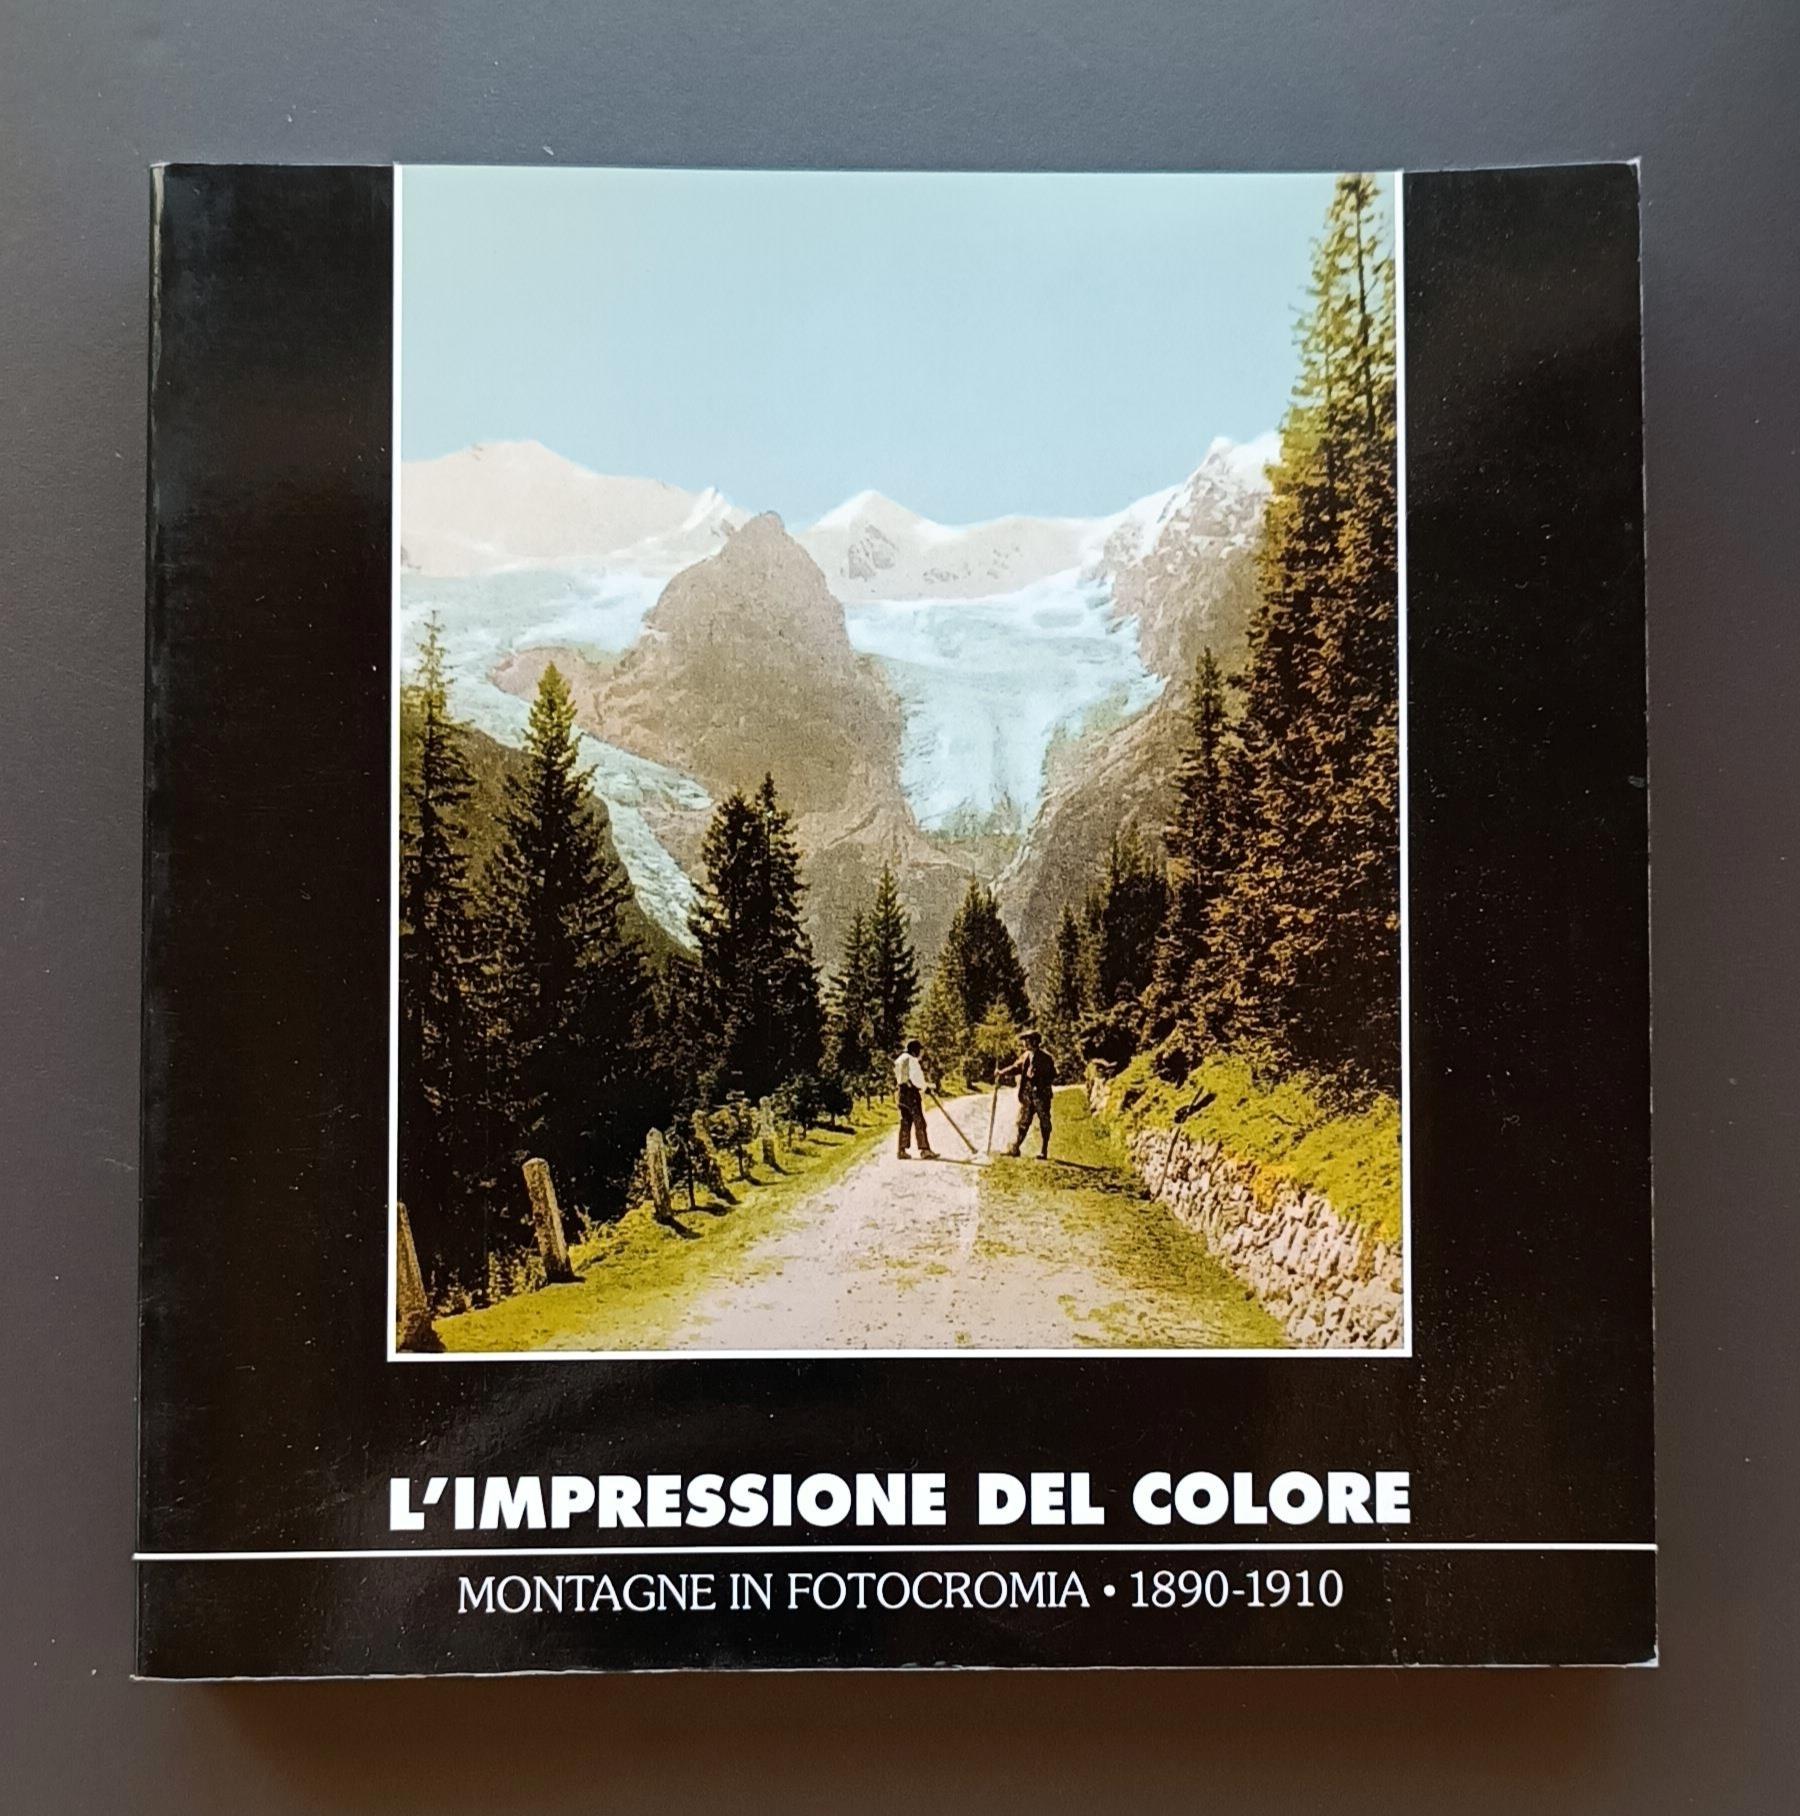 L'IMPRESSIONE DEL COLORE
MONTAGNE IN FOTOCROMIA • 1890-1910